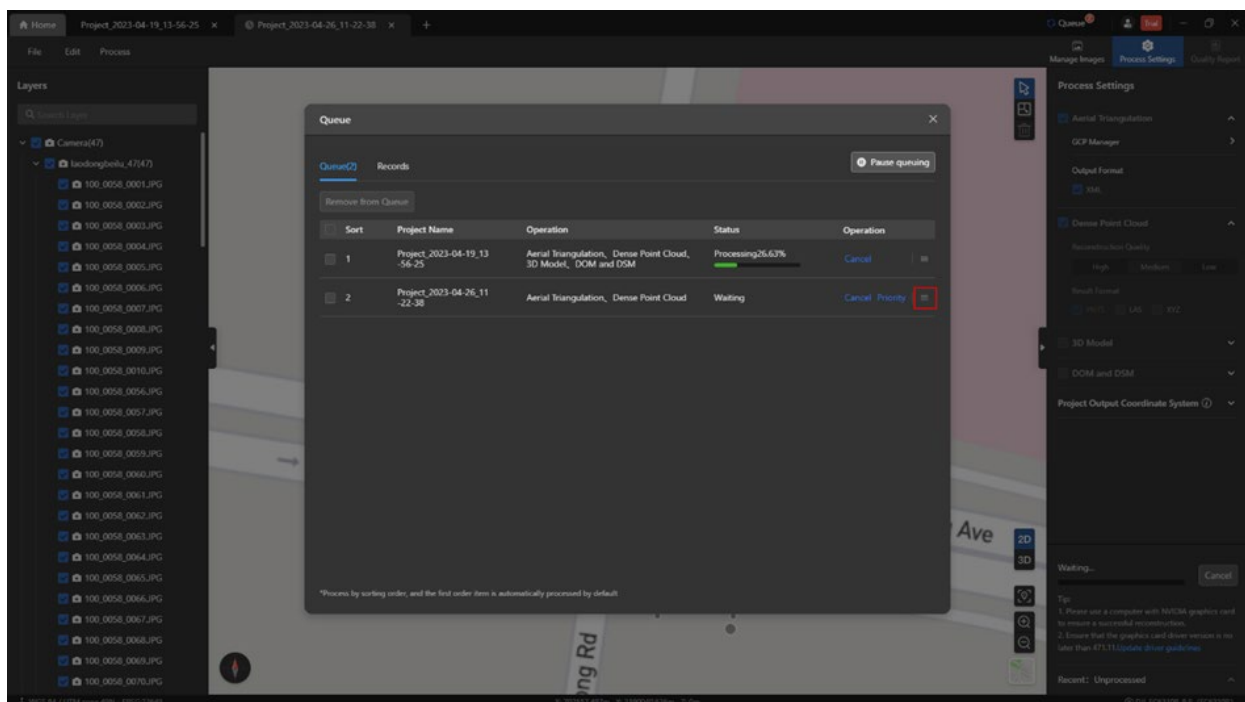 Home
Project_2023-04-19_13-56-25
Project_2023-04-26_11-22-38
Queue
Trial
File
Edit
Process
Manage Images
Process Settings
Quality Report
Layers
Search Layer
Camera(47)
laodongbeilu_47(47)
100_0058_0001.JPG
100_0058_0002.JPG
100_0058_0003.JPG
100_0058_0004.JPG
100_0058_0005.JPG
100_0058_0006.JPG
100_0058_0007.JPG
100_0058_0008.JPG
100_0058_0009.JPG
100_0058_0010.JPG
100_0058_0056.JPG
100_0058_0057.JPG
100_0058_0058.JPG
100_0058_0059.JPG
100_0058_0060.JPG
100_0058_0061.JPG
100_0058_0062.JPG
100_0058_0063.JPG
100_0058_0064.JPG
100_0058_0065.JPG
100_0058_0066.JPG
100_0058_0067.JPG
100_0058_0068.JPG
100_0058_0069.JPG
100_0058_0070.JPG
Queue
Queue(2)
Records
Pause queuing
Remove from Queue
Sort Project Name Operation Status Operation
1 Project_2023-04-19_13 Aerial Triangulation、Dense Point Cloud、 Processing26.63% Cancel
-56-25 3D Model、DOM and DSM
2 Project_2023-04-26_11 Aerial Triangulation、Dense Point Cloud Waiting Cancel Priority
-22-38
*Process by sorting order, and the first order item is automatically processed by default
Ave
ong Rd
2D
3D
Process Settings
Aerial Triangulation
GCP Manager
Output Format
XML
Dense Point Cloud
Reconstruction Quality
High Medium Low
Result Format
PNTS LAS XYZ
3D Model
DOM and DSM
Project Output Coordinate System
Waiting...
Cancel
Tip:
1. Please use a computer with NVIDIA graphics card
to ensure a successful reconstruction.
2. Ensure that the graphics card driver version is no
later than 471.11.Update driver guidelines
Recent: Unprocessed